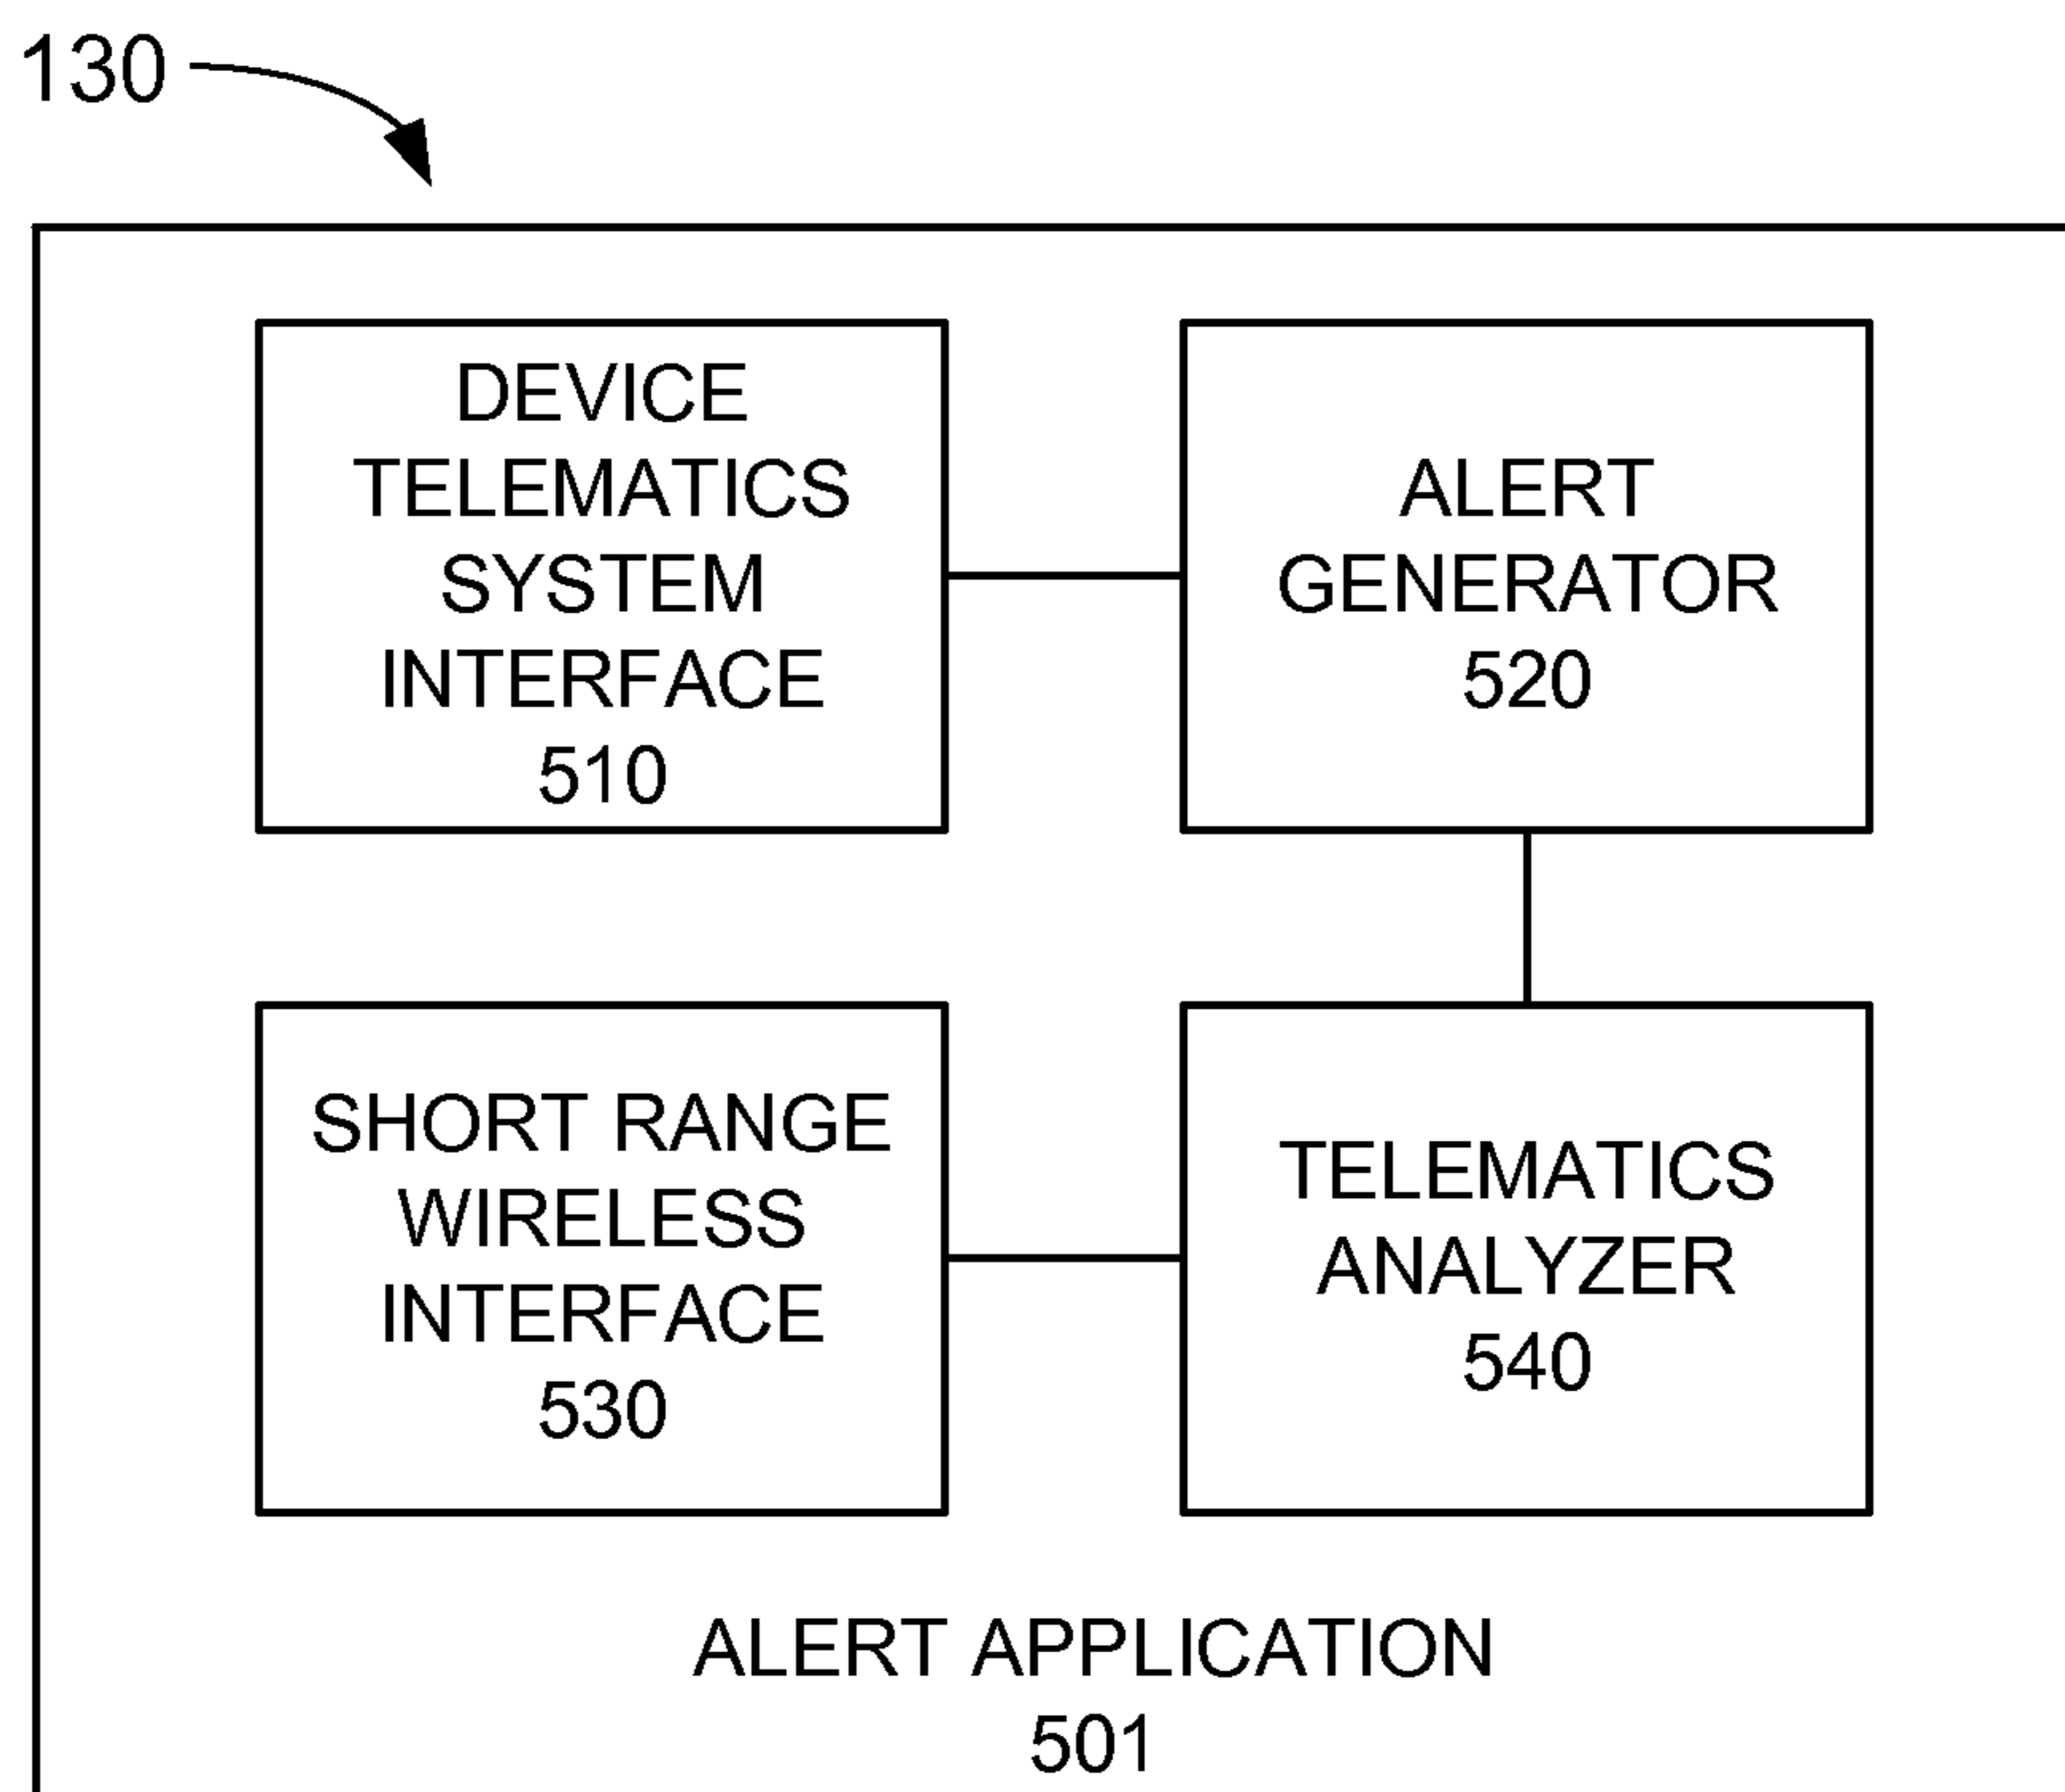 130
DEVICE
TELEMATICS
SYSTEM
INTERFACE
510
ALERT
GENERATOR
520
SHORT RANGE
WIRELESS
INTERFACE
530
TELEMATICS
ANALYZER
540
ALERT APPLICATION
501